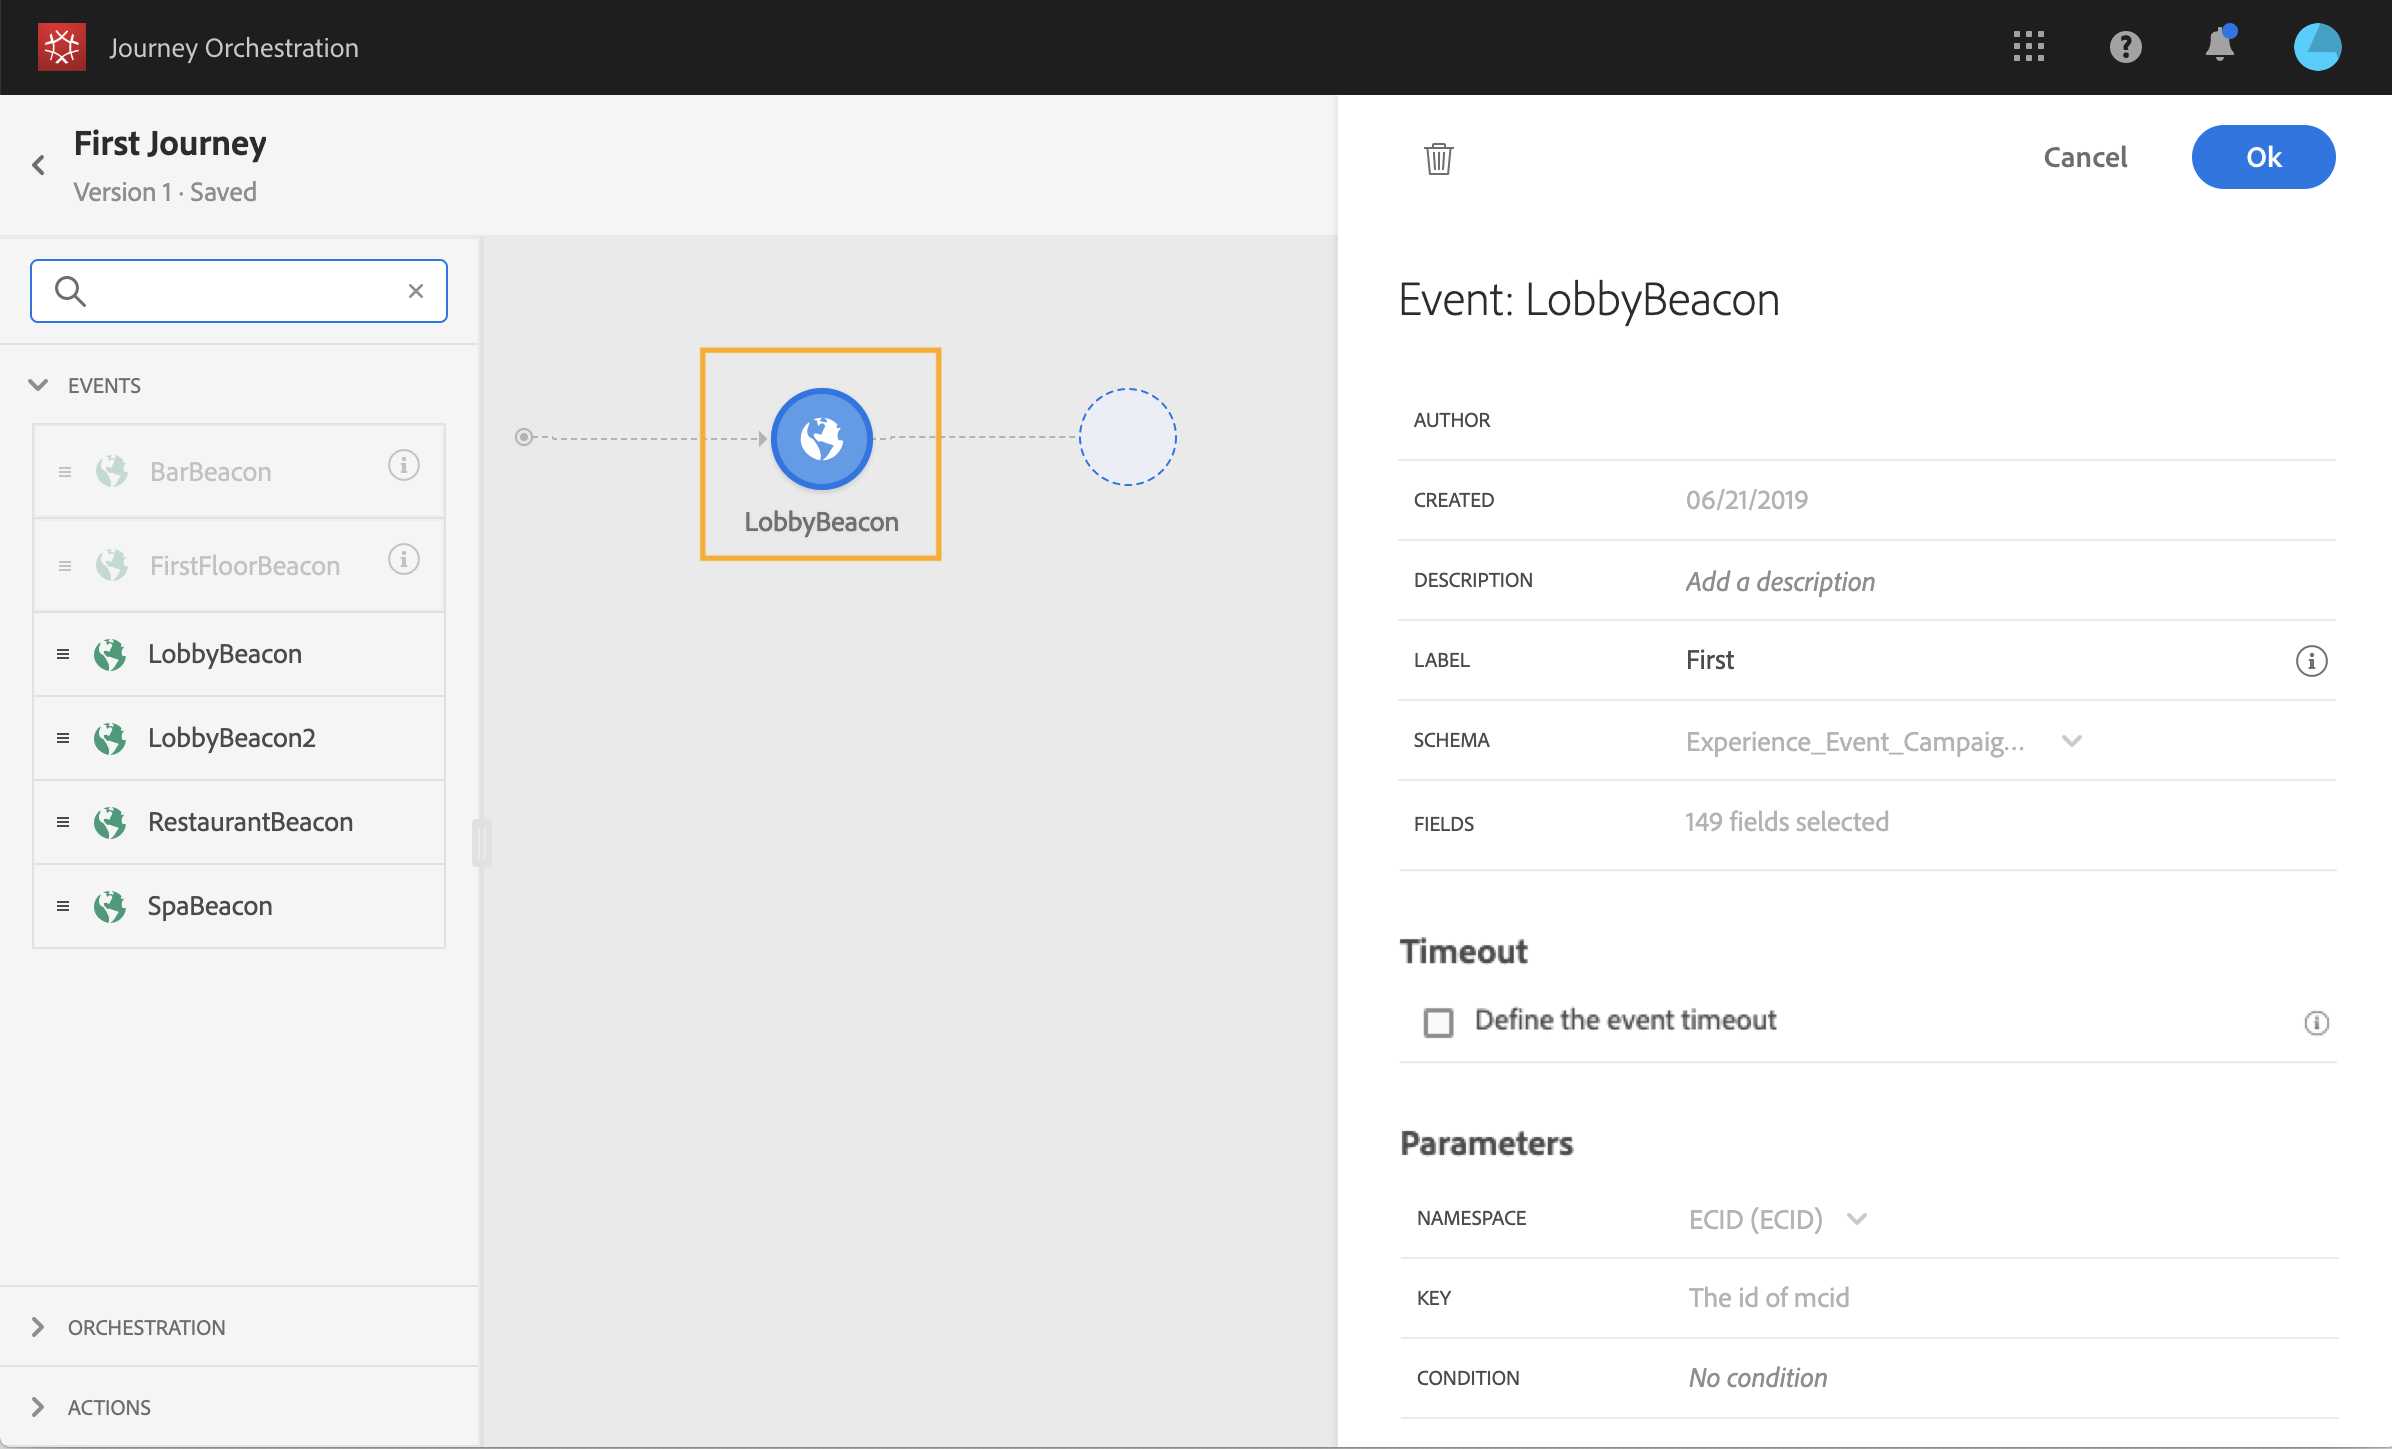 Journey Orchestration
First Journey
Version 1 · Saved
Cancel
Ok
EVENTS
BarBeacon
FirstFloorBeacon
LobbyBeacon
LobbyBeacon2
RestaurantBeacon
SpaBeacon
ORCHESTRATION
ACTIONS
LobbyBeacon
Event: LobbyBeacon
AUTHOR
CREATED 06/21/2019
DESCRIPTION Add a description
LABEL First
SCHEMA Experience_Event_Campaig...
FIELDS 149 fields selected
Timeout
Define the event timeout
Parameters
NAMESPACE ECID (ECID)
KEY The id of mcid
CONDITION No condition